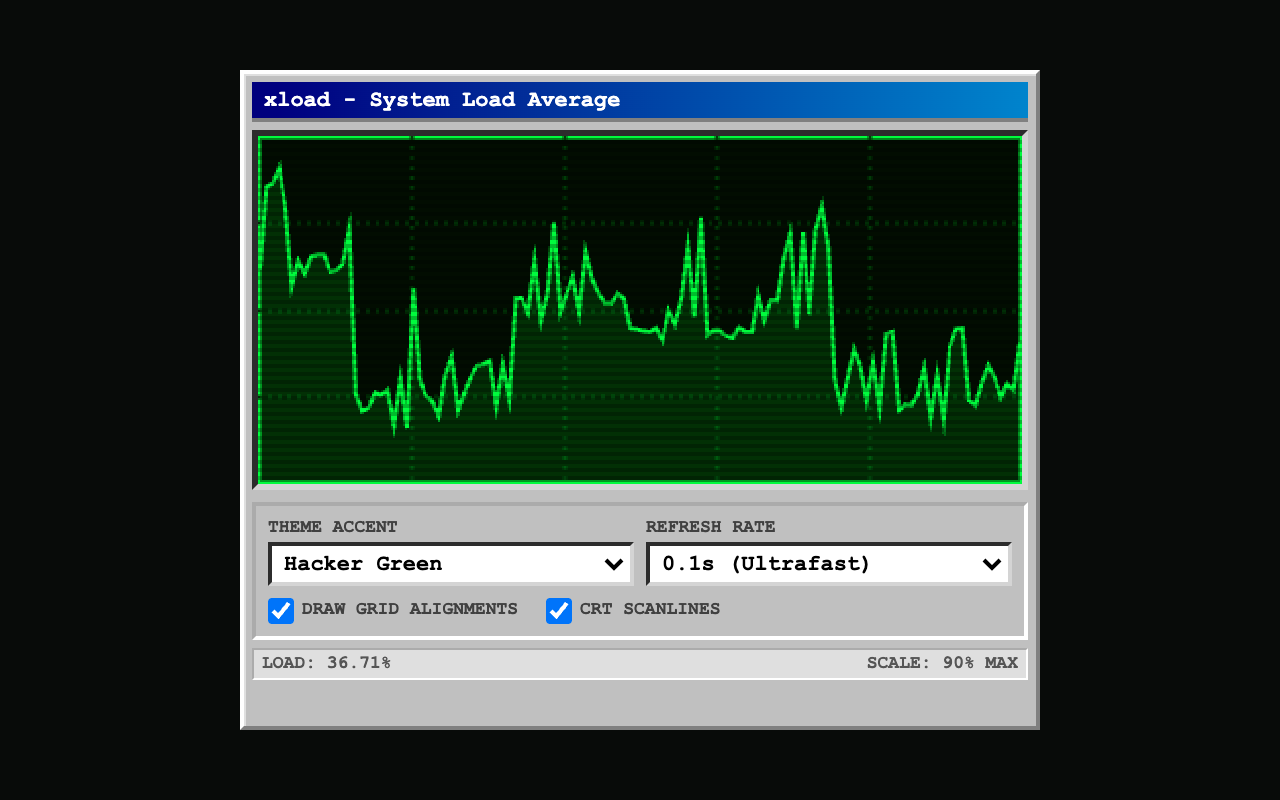 xload - System Load Average
THEME ACCENT
REFRESH RATE
Hacker Green
0.1s (Ultrafast)
DRAW GRID ALIGNMENTS
CRT SCANLINES
LOAD: 36.71%
SCALE: 90% MAX